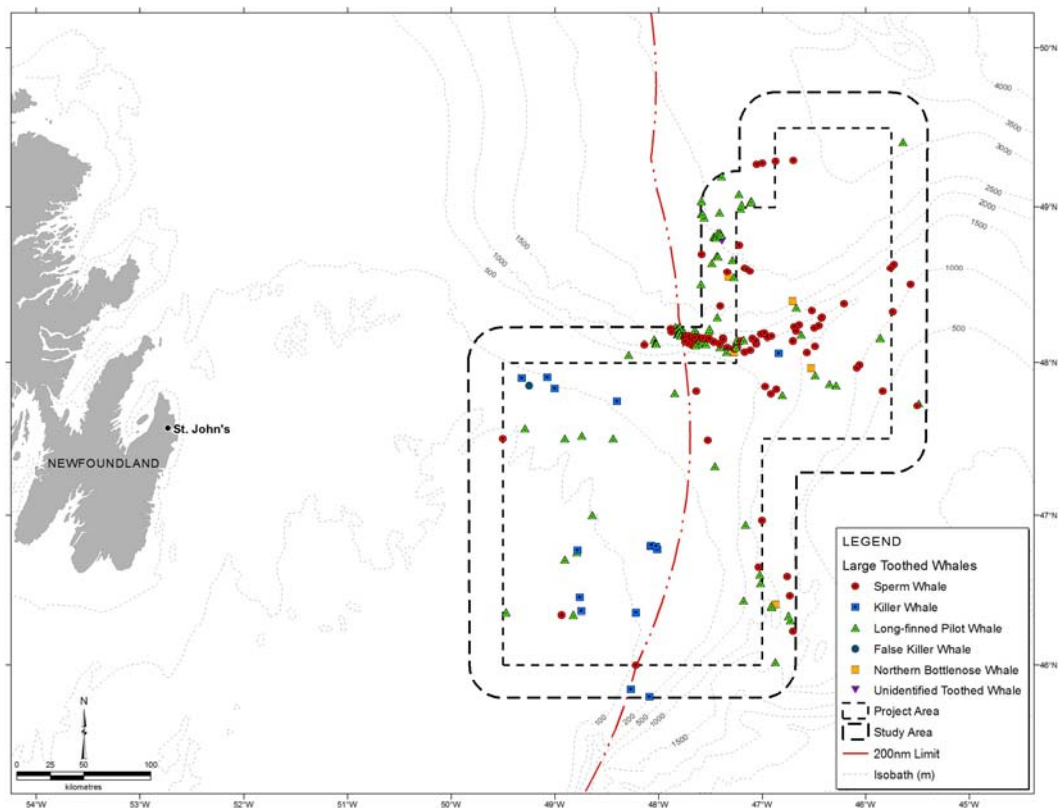 50°N
4000
3500
3000
2500
2000
1500
1000
500
49°N
1500
1000
500
48°N
St. John's
NEWFOUNDLAND
47°N
46°N
100
200
500
1000
1500
LEGEND
Large Toothed Whales
Sperm Whale
Killer Whale
Long-finned Pilot Whale
False Killer Whale
Northern Bottlenose Whale
Unidentified Toothed Whale
Project Area
Study Area
200nm Limit
Isobath (m)
N
0 25 50 100
kilometres
54°W 53°W 52°W 51°W 50°W 49°W 48°W 47°W 46°W 45°W